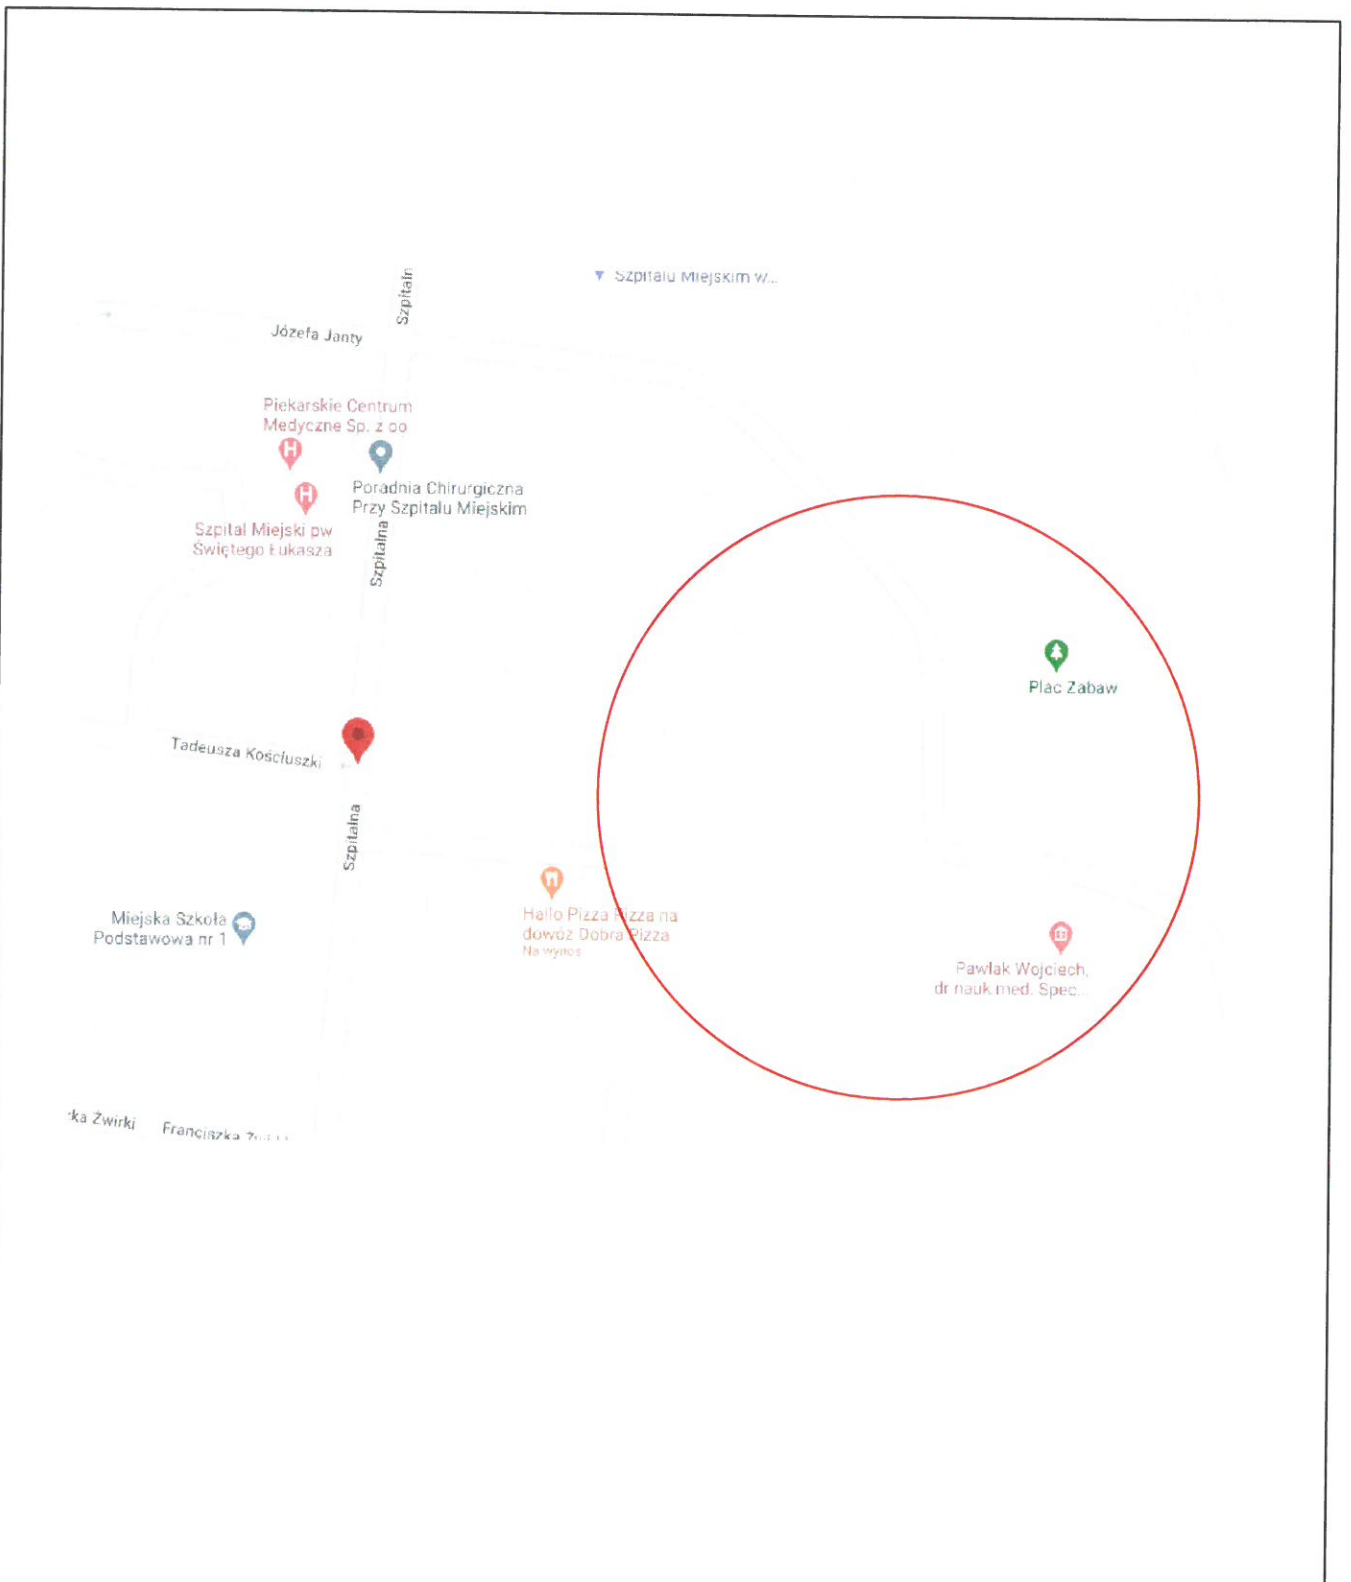 Szpitalu Miejskim w...
Szpitaln
Józefa Janty
Piekarskie Centrum
Medyczne Sp. z oo
Poradnia Chirurgiczna
Przy Szpitalu Miejskim
Szpital Miejski pw
Świętego Łukasza
Szpitalna
Plac Zabaw
Tadeusza Kościuszki
Szpitalna
Hallo Pizza Pizza na
dowóz Dobra Pizza
Na wynos
Miejska Szkoła
Podstawowa nr 1
Pawlak Wojciech,
dr nauk med. Spec...
ka Żwirki
Franciszka